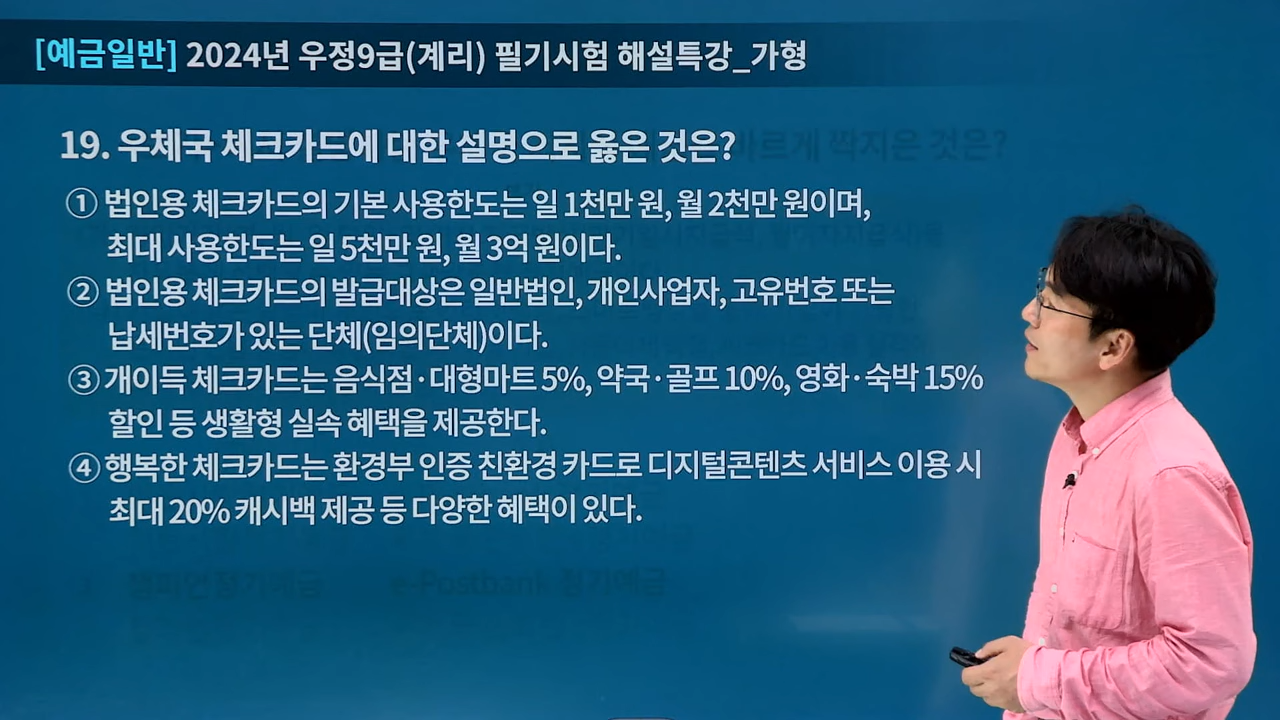 [예금일반] 2024년 우정9급(계리) 필기시험 해설특강_가형
19. 우체국 체크카드에 대한 설명으로 옳은 것은?
① 법인용 체크카드의 기본 사용한도는 일 1천만 원, 월 2천만 원이며,
최대 사용한도는 일 5천만 원, 월 3억 원이다.
② 법인용 체크카드의 발급대상은 일반법인, 개인사업자, 고유번호 또는
납세번호가 있는 단체(임의단체)이다.
③ 개이득 체크카드는 음식점·대형마트 5%, 약국·골프 10%, 영화·숙박 15%
할인 등 생활형 실속 혜택을 제공한다.
④ 행복한 체크카드는 환경부 인증 친환경 카드로 디지털콘텐츠 서비스 이용 시
최대 20% 캐시백 제공 등 다양한 혜택이 있다.